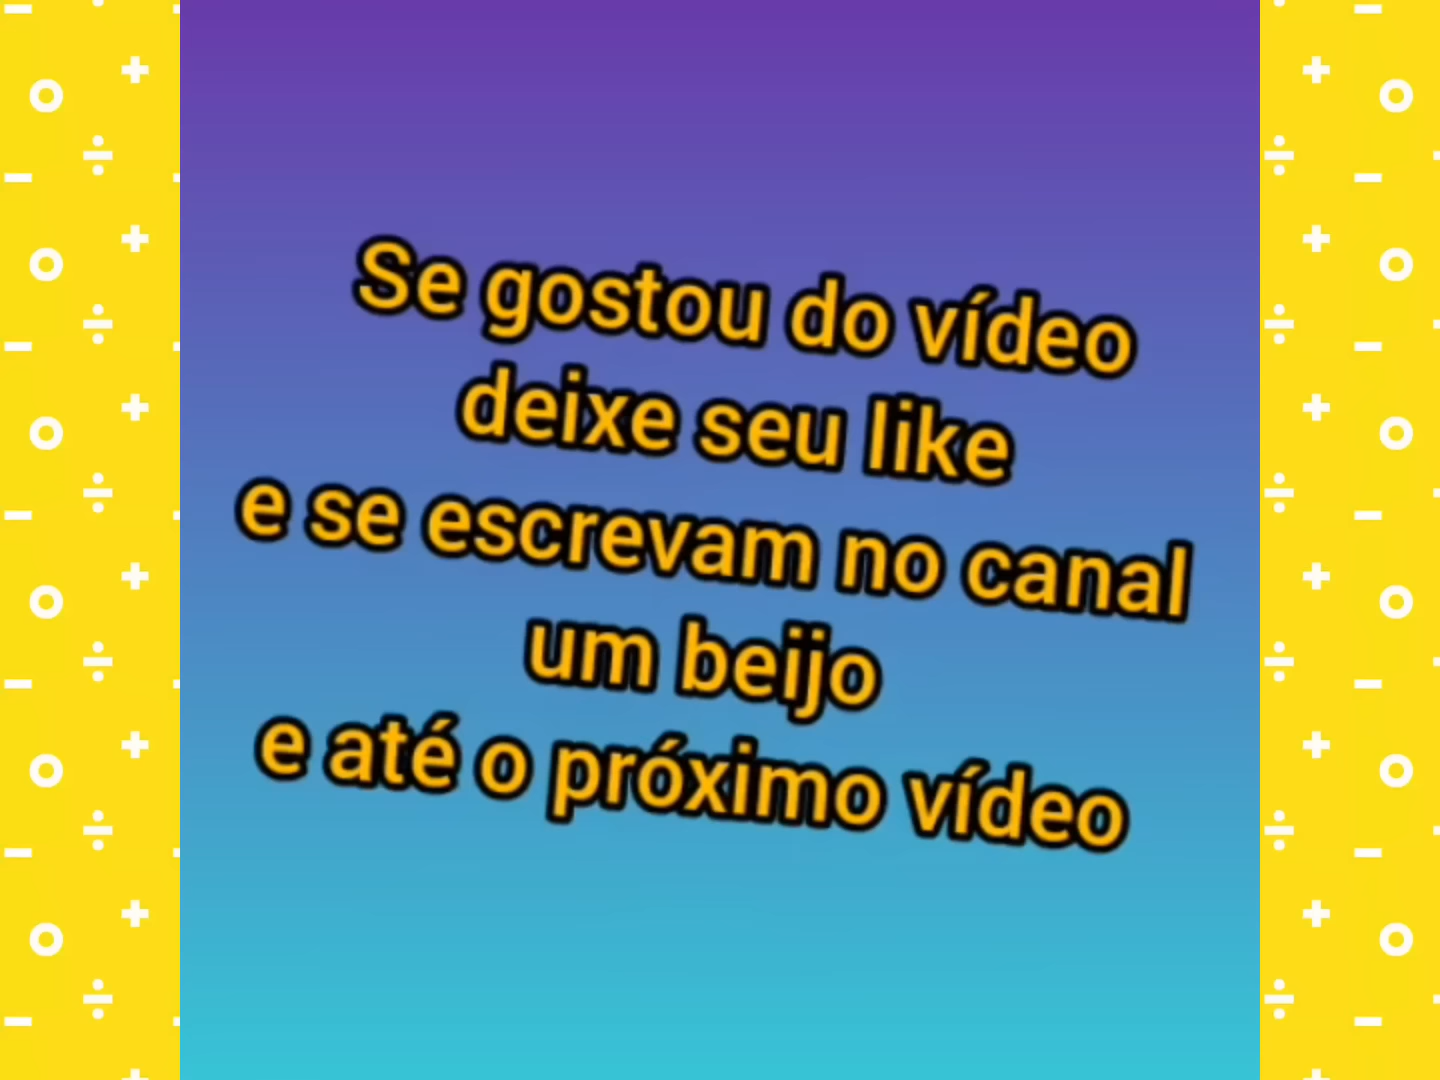 Se gostou do vídeo
deixe seu like
e se escrevam no canal
um beijo
e até o próximo vídeo